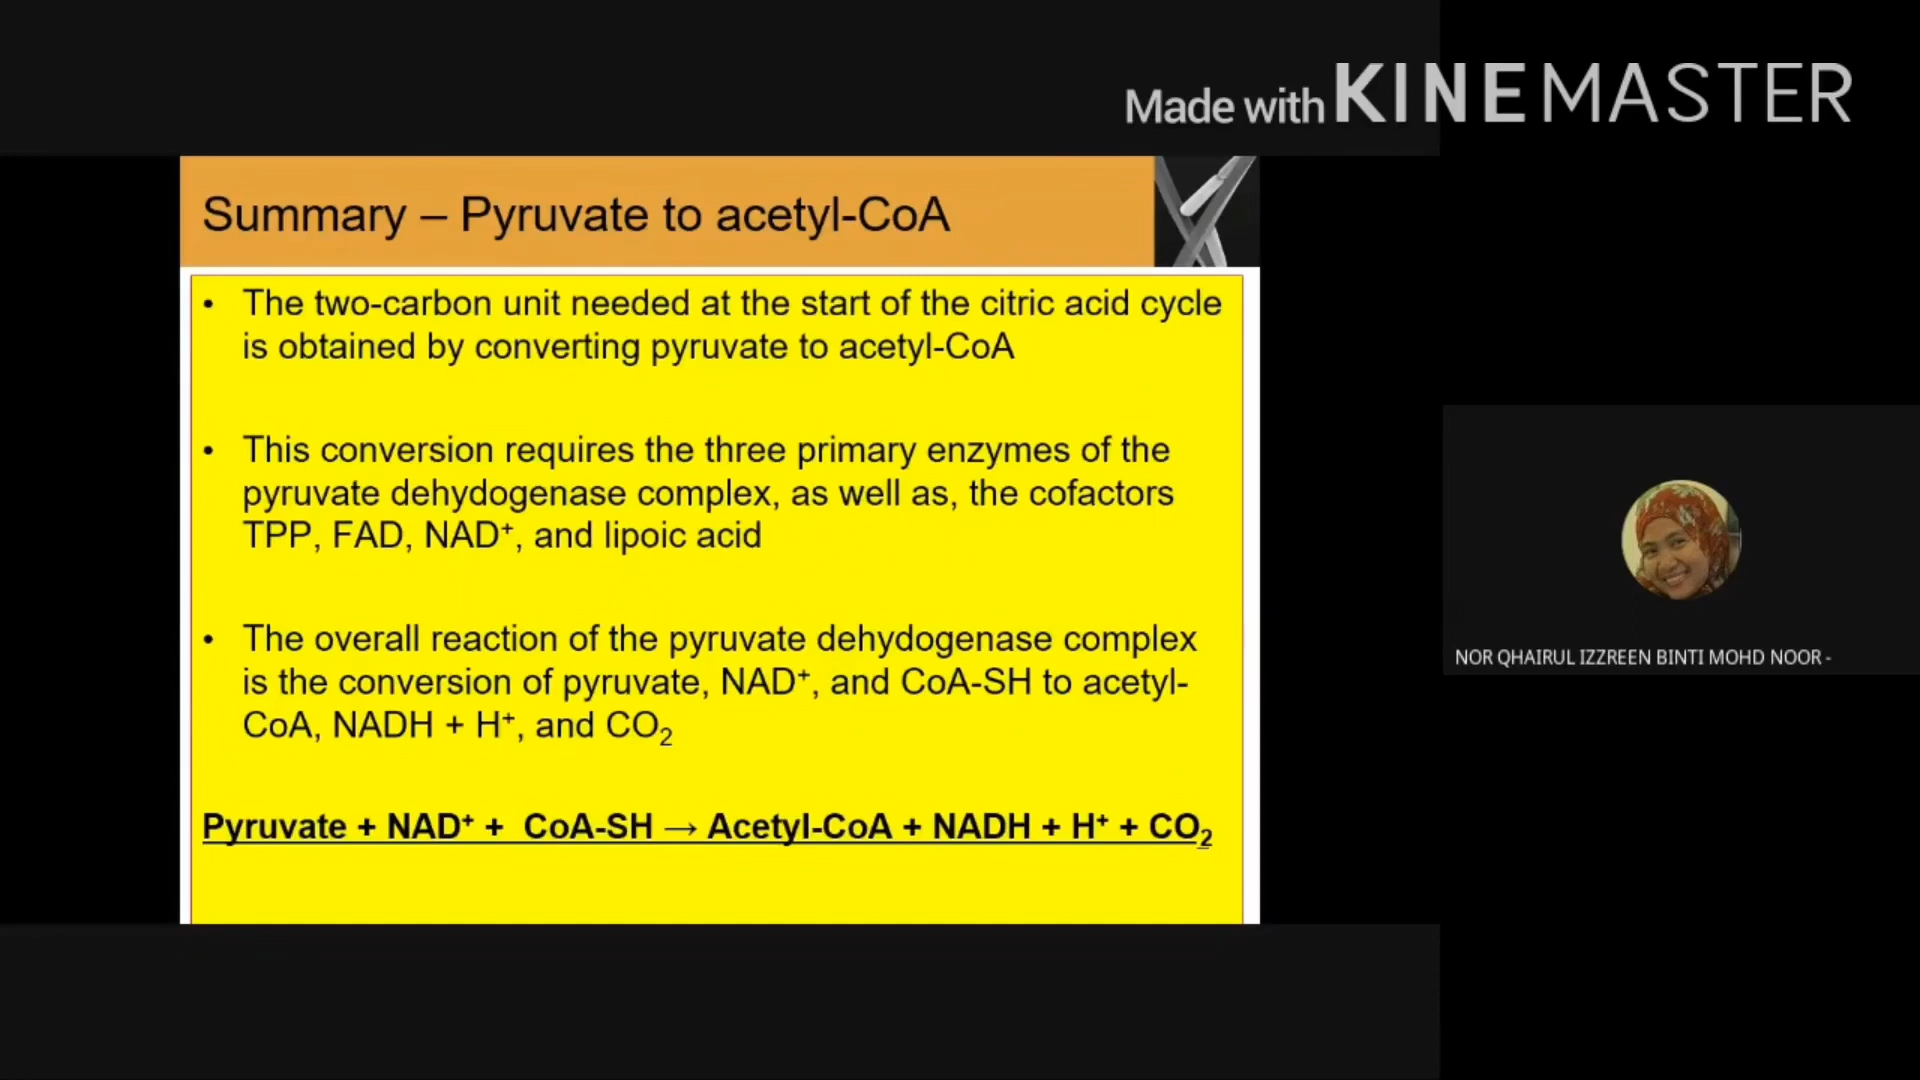 Made with KINEMASTER
Summary – Pyruvate to acetyl-CoA
• The two-carbon unit needed at the start of the citric acid cycle
is obtained by converting pyruvate to acetyl-CoA
• This conversion requires the three primary enzymes of the
pyruvate dehydogenase complex, as well as, the cofactors
TPP, FAD, NAD⁺, and lipoic acid
• The overall reaction of the pyruvate dehydogenase complex
is the conversion of pyruvate, NAD⁺, and CoA-SH to acetyl-
CoA, NADH + H⁺, and CO₂
Pyruvate + NAD⁺ + CoA-SH → Acetyl-CoA + NADH + H⁺ + CO₂
NOR QHAIRUL IZZREEN BINTI MOHD NOOR -